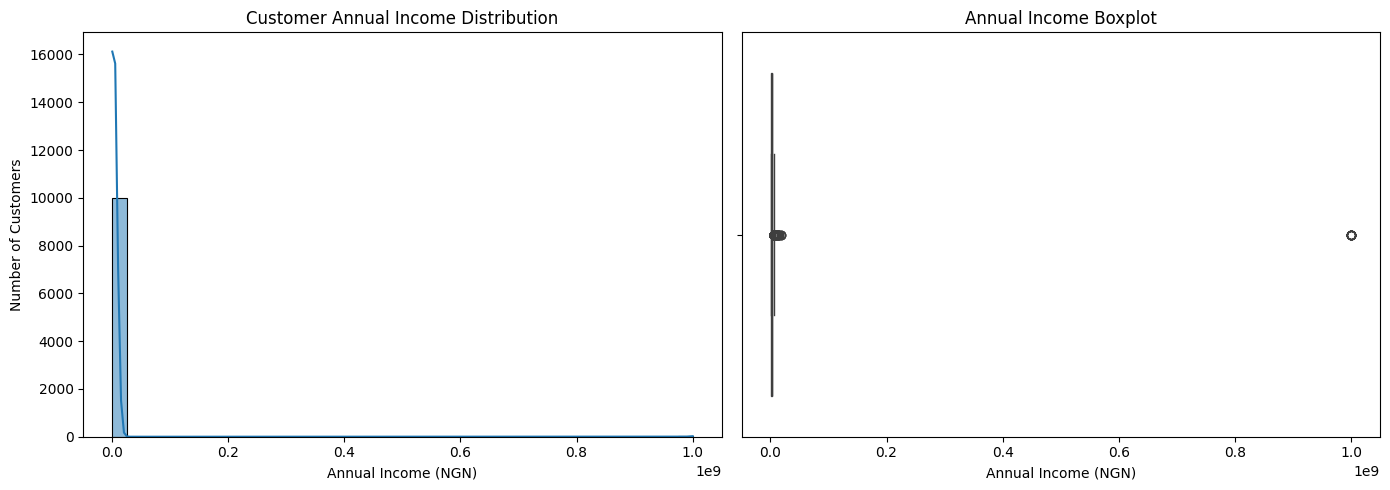 Customer Annual Income Distribution
Number of Customers
16000
14000
12000
10000
8000
6000
4000
2000
0
0.0 0.2 0.4 0.6 0.8 1.0
1e9
Annual Income (NGN)
Annual Income Boxplot
0.0 0.2 0.4 0.6 0.8 1.0
1e9
Annual Income (NGN)